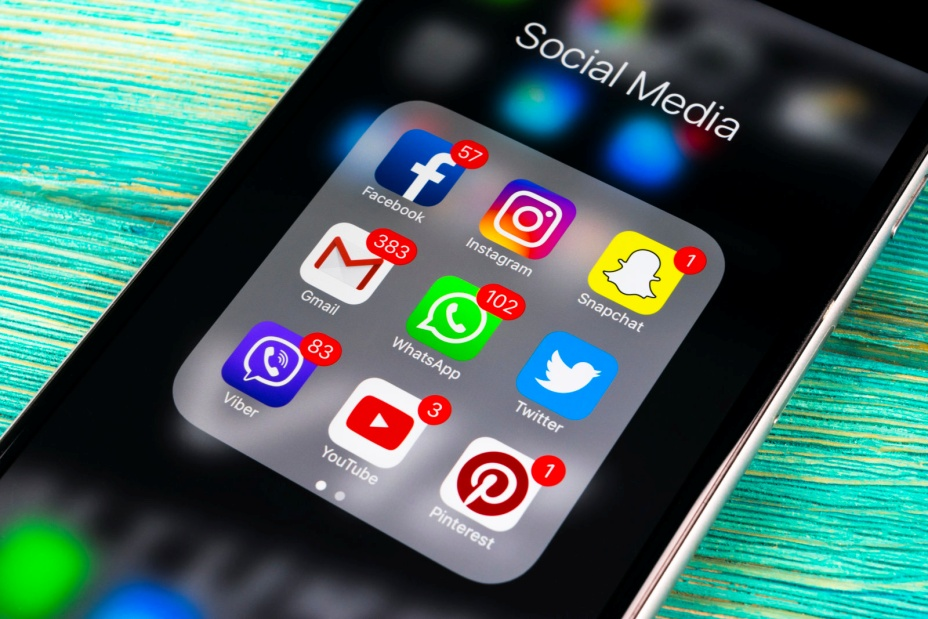 Social Media
57
Facebook
Instagram
1
Snapchat
383
Gmail
102
WhatsApp
Twitter
83
Viber
3
YouTube
1
Pinterest